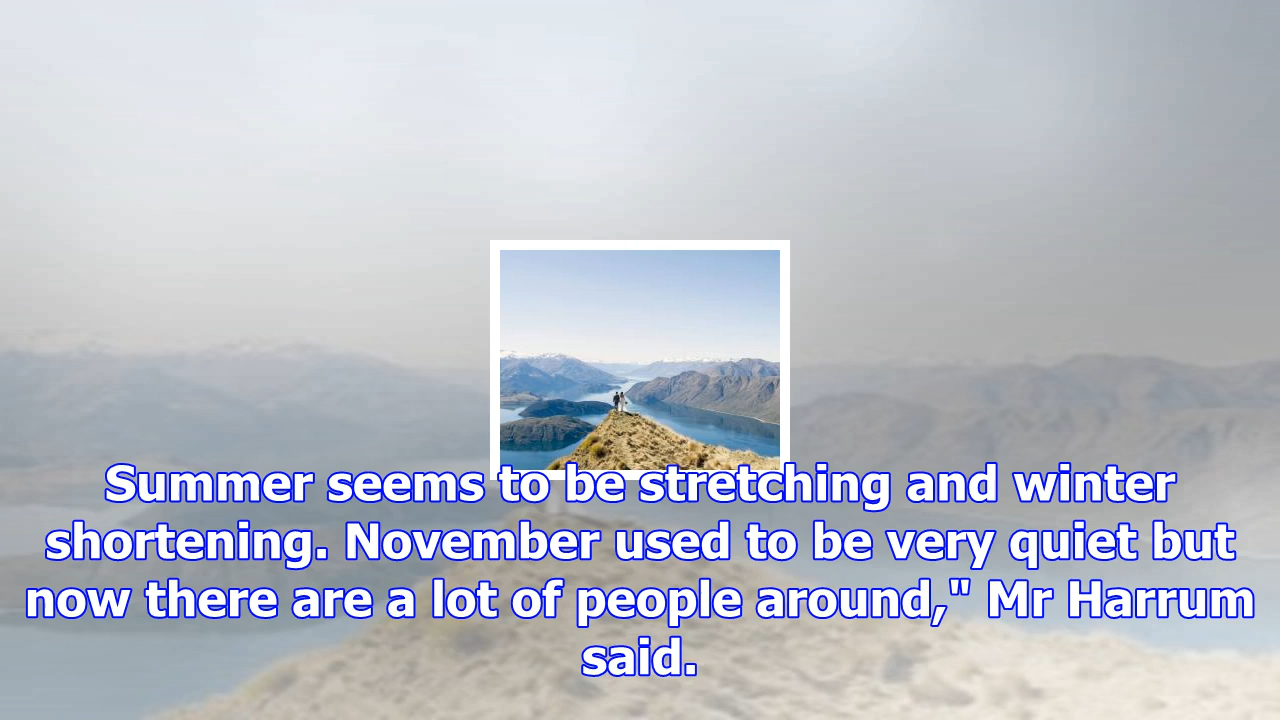 Summer seems to be stretching and winter
shortening. November used to be very quiet but
now there are a lot of people around," Mr Harrum
said.